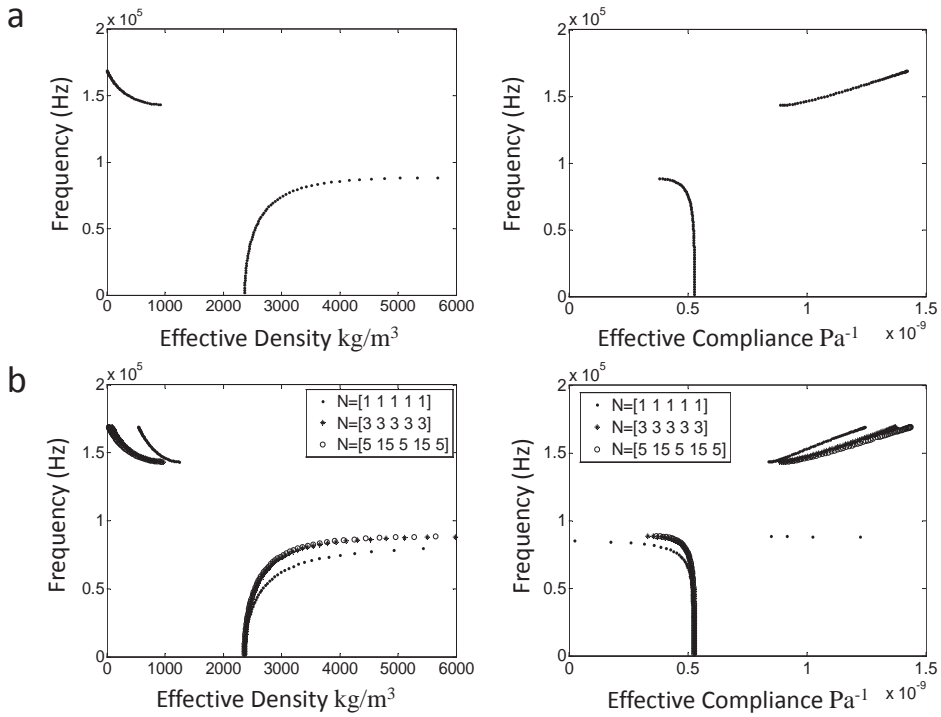 a
2 x 10^5
1.5
1
0.5
0
Frequency (Hz)
0 1000 2000 3000 4000 5000 6000
Effective Density kg/m³
2 x 10^5
1.5
1
0.5
0
Frequency (Hz)
0 0.5 1 1.5
Effective Compliance Pa⁻¹ x 10^-9
b
2 x 10^5
1.5
1
0.5
0
Frequency (Hz)
N=[1 1 1 1 1]
N=[3 3 3 3 3]
N=[5 15 5 15 5]
0 1000 2000 3000 4000 5000 6000
Effective Density kg/m³
2 x 10^5
1.5
1
0.5
0
Frequency (Hz)
N=[1 1 1 1 1]
N=[3 3 3 3 3]
N=[5 15 5 15 5]
0 0.5 1 1.5
Effective Compliance Pa⁻¹ x 10^-9